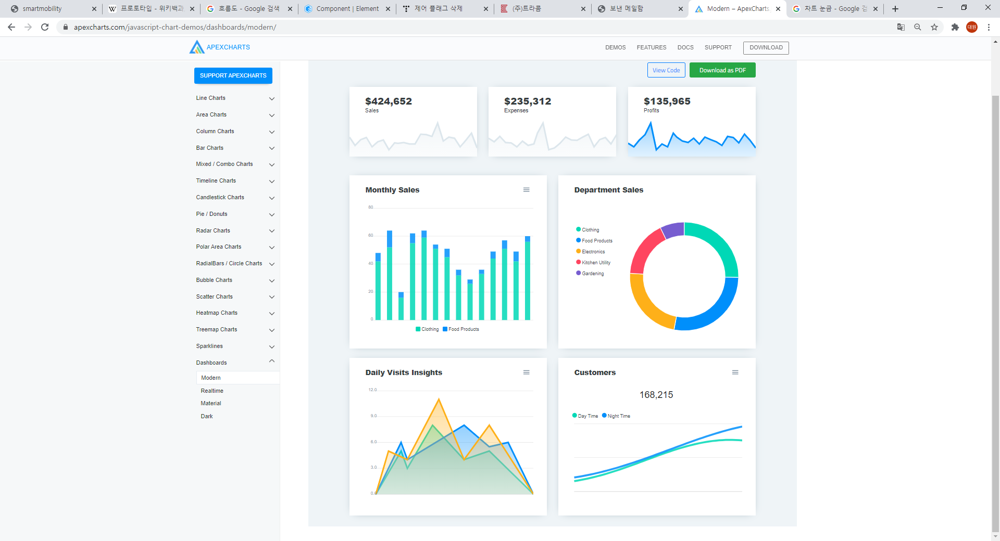 smartmobility
프로토타입 - 위키백과
흐름도 - Google 검색
Component | Element
제어 플래그 삭제
(주)트라콤
보낸 메일함
Modern – ApexCharts
차트 눈금 - Google 검
apexcharts.com/javascript-chart-demos/dashboards/modern/
대원
APEXCHARTS
DEMOS
FEATURES
DOCS
SUPPORT
DOWNLOAD
SUPPORT APEXCHARTS
Line Charts
Area Charts
Column Charts
Bar Charts
Mixed / Combo Charts
Timeline Charts
Candlestick Charts
Pie / Donuts
Radar Charts
Polar Area Charts
RadialBars / Circle Charts
Bubble Charts
Scatter Charts
Heatmap Charts
Treemap Charts
Sparklines
Dashboards
Modern
Realtime
Material
Dark
View Code
Download as PDF
$424,652
Sales
$235,312
Expenses
$135,965
Profits
Monthly Sales
80
60
40
20
0
Clothing
Food Products
Department Sales
Clothing
Food Products
Electronics
Kitchen Utility
Gardening
Daily Visits Insights
12.0
9.0
6.0
3.0
0.0
Customers
168,215
Day Time
Night Time